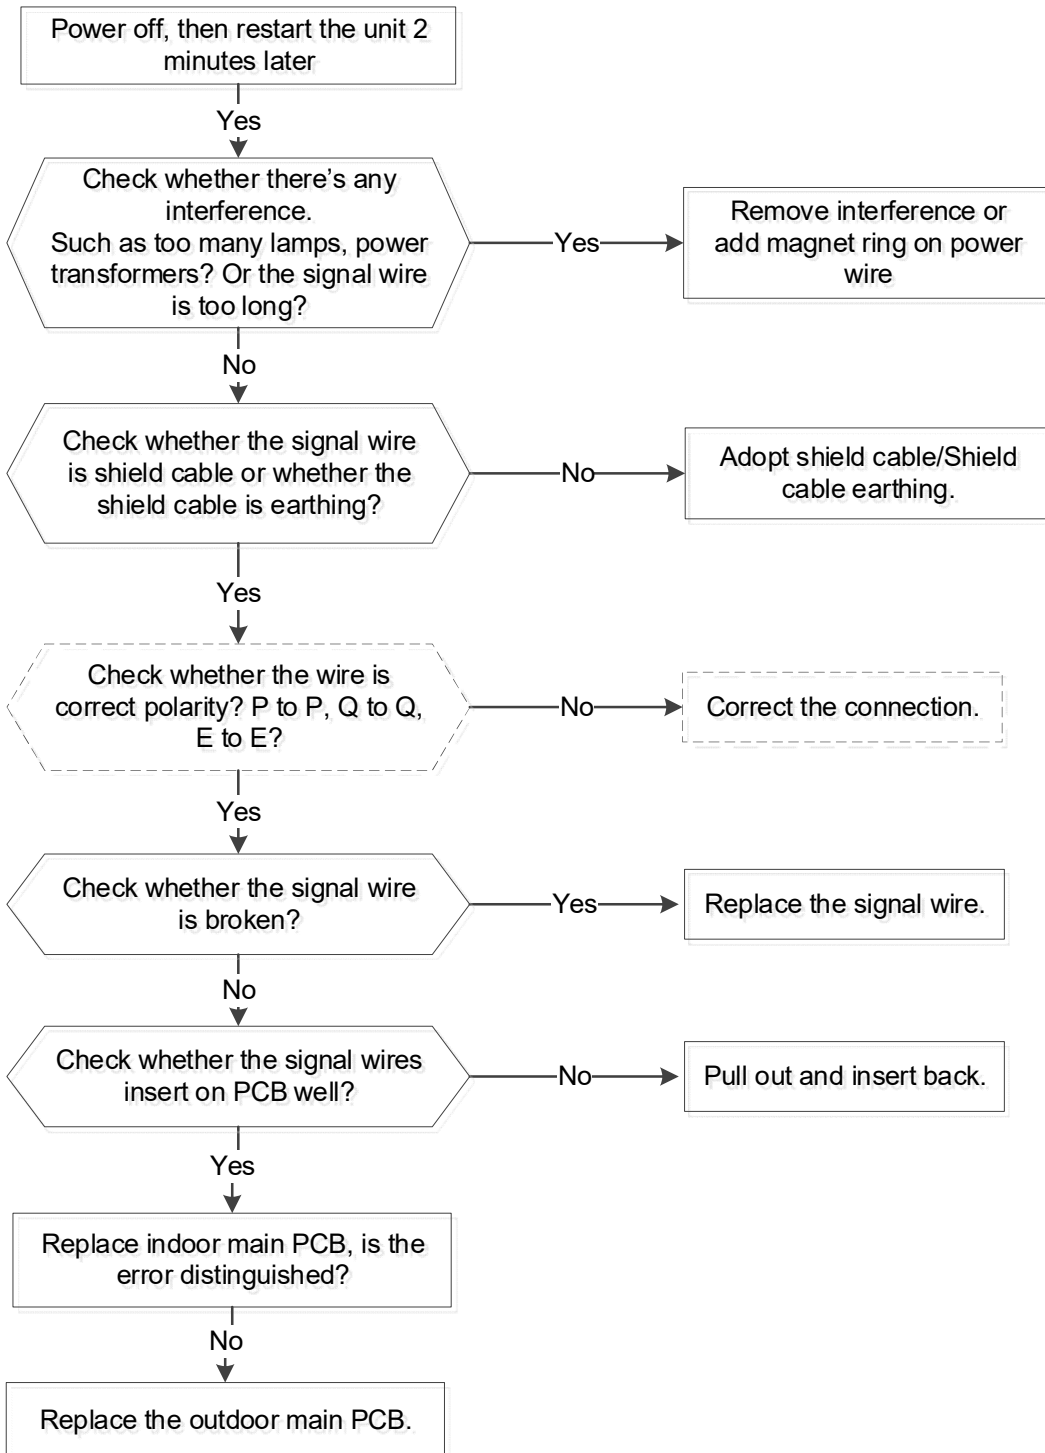 Power off, then restart the unit 2
minutes later
Yes
Check whether there’s any
interference.
Such as too many lamps, power
transformers? Or the signal wire
is too long?
Yes
Remove interference or
add magnet ring on power
wire
No
Check whether the signal wire
is shield cable or whether the
shield cable is earthing?
No
Adopt shield cable/Shield
cable earthing.
Yes
Check whether the wire is
correct polarity? P to P, Q to Q,
E to E?
No
Correct the connection.
Yes
Check whether the signal wire
is broken?
Yes
Replace the signal wire.
No
Check whether the signal wires
insert on PCB well?
No
Pull out and insert back.
Yes
Replace indoor main PCB, is the
error distinguished?
No
Replace the outdoor main PCB.